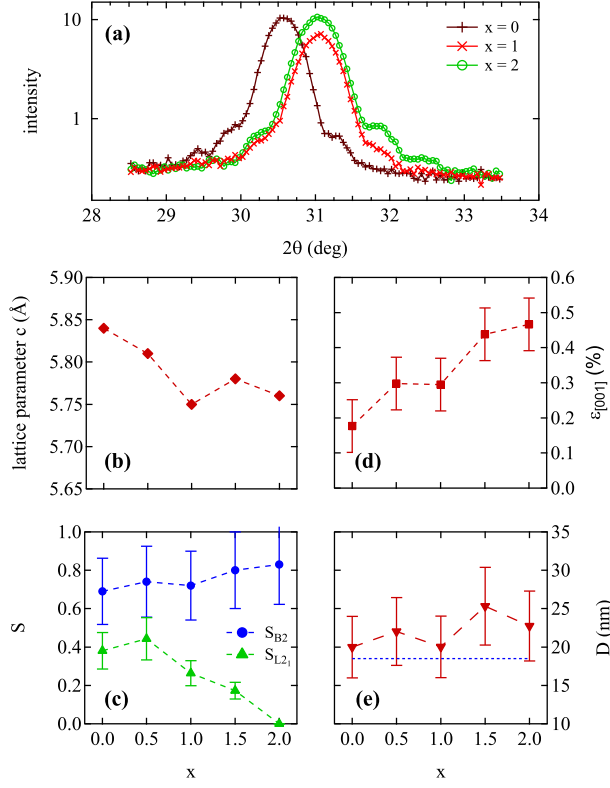 (a)
x = 0
x = 1
x = 2
10
1
intensity
28 29 30 31 32 33 34
2θ (deg)
5.90
5.85
5.80
5.75
5.70
5.65
lattice parameter c (Å)
(b)
0.6
0.5
0.4
0.3
0.2
0.1
0.0
ε[001] (%)
(d)
1.0
0.8
0.6
0.4
0.2
0.0
S
S_B2
S_L2₁
(c)
0.0 0.5 1.0 1.5 2.0
x
35
30
25
20
15
10
D (nm)
(e)
0.0 0.5 1.0 1.5 2.0
x